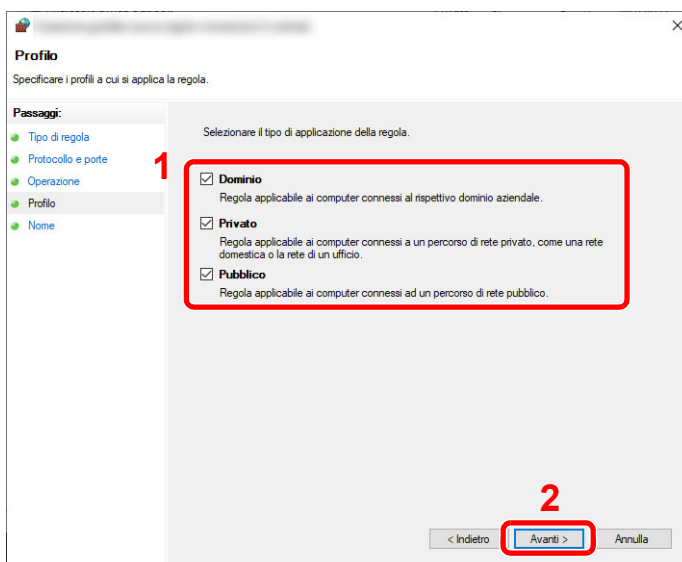 Profilo
Specificare i profili a cui si applica la regola.
Passaggi:
Tipo di regola
Protocollo e porte
Operazione
Profilo
Nome
Selezionare il tipo di applicazione della regola.
1
Dominio
Regola applicabile ai computer connessi al rispettivo dominio aziendale.
Privato
Regola applicabile ai computer connessi a un percorso di rete privato, come una rete
domestica o la rete di un ufficio.
Pubblico
Regola applicabile ai computer connessi ad un percorso di rete pubblico.
2
< Indietro
Avanti >
Annulla